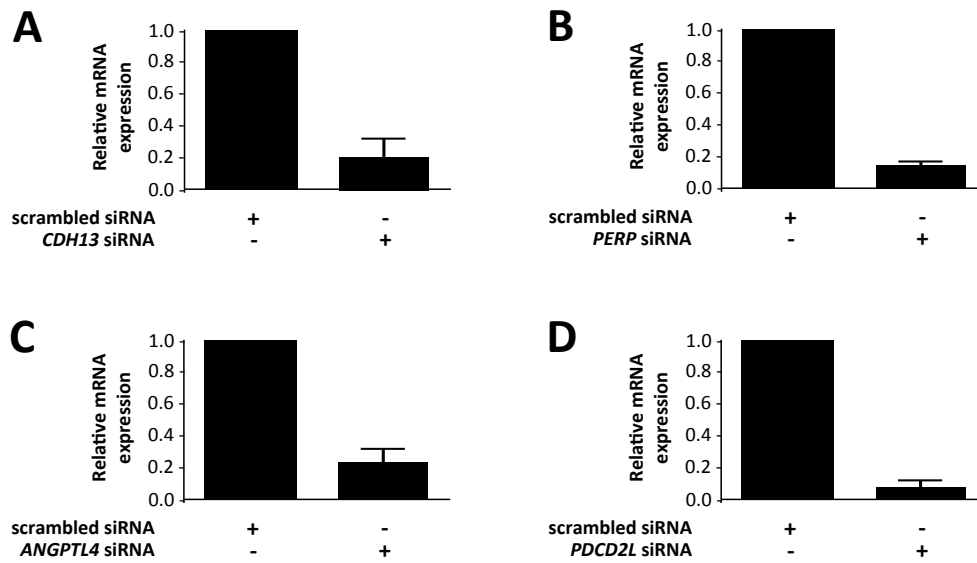 A
Relative mRNA
expression
1.0
0.8
0.6
0.4
0.2
0.0
scrambled siRNA + -
CDH13 siRNA - +
B
Relative mRNA
expression
1.0
0.8
0.6
0.4
0.2
0.0
scrambled siRNA + -
PERP siRNA - +
C
Relative mRNA
expression
1.0
0.8
0.6
0.4
0.2
0.0
scrambled siRNA + -
ANGPTL4 siRNA - +
D
Relative mRNA
expression
1.0
0.8
0.6
0.4
0.2
0.0
scrambled siRNA + -
PDCD2L siRNA - +